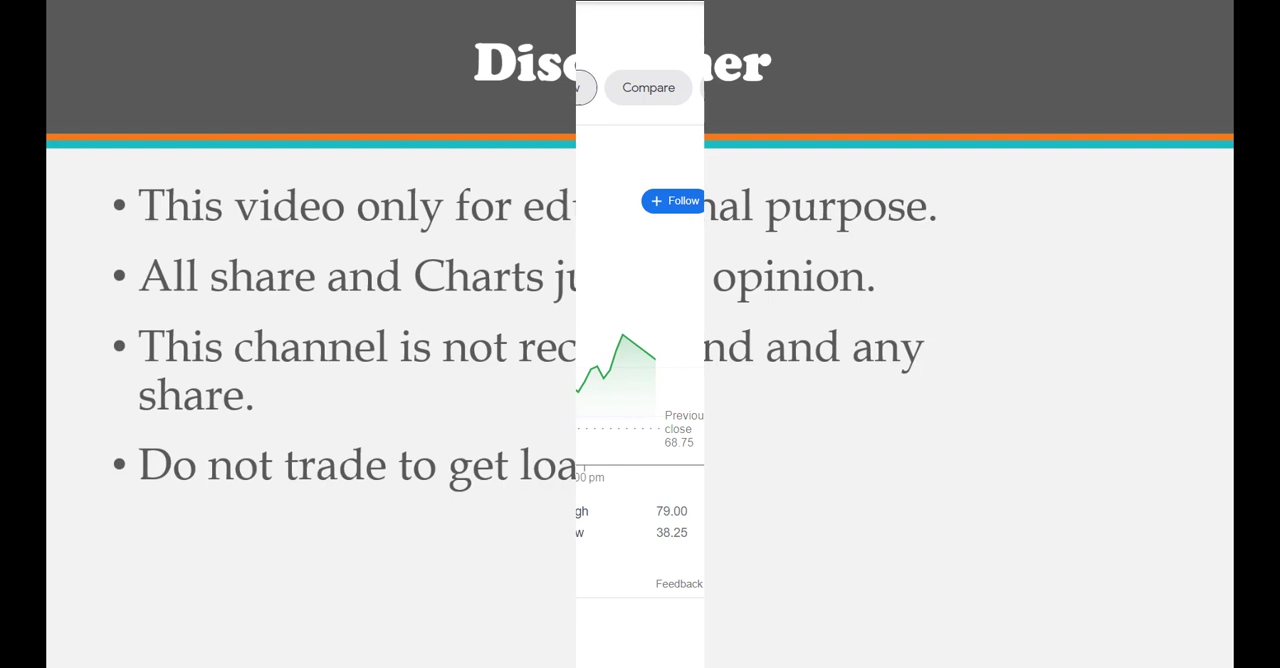 Disc er
Compare
Follow
• This video only for edu nal purpose.
• All share and Charts ju opinion.
• This channel is not rec nd and any
share.
• Do not trade to get loa
Previou
close
68.75
00 pm
gh 79.00
w 38.25
Feedback